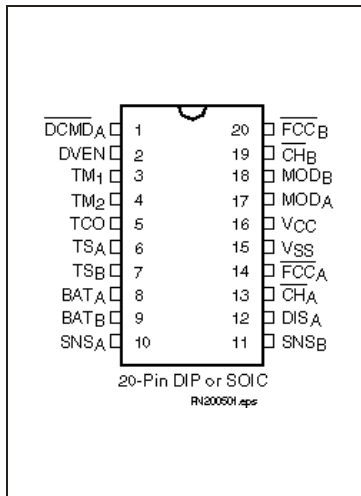 DCMDA 1 20 FCCB
DVEN 2 19 CHB
TM1 3 18 MODB
TM2 4 17 MODA
TCO 5 16 VCC
TSA 6 15 VSS
TSB 7 14 FCCA
BATA 8 13 CHA
BATB 9 12 DISA
SNSA 10 11 SNSB
20-Pin DIP or SOIC
PN200501.eps